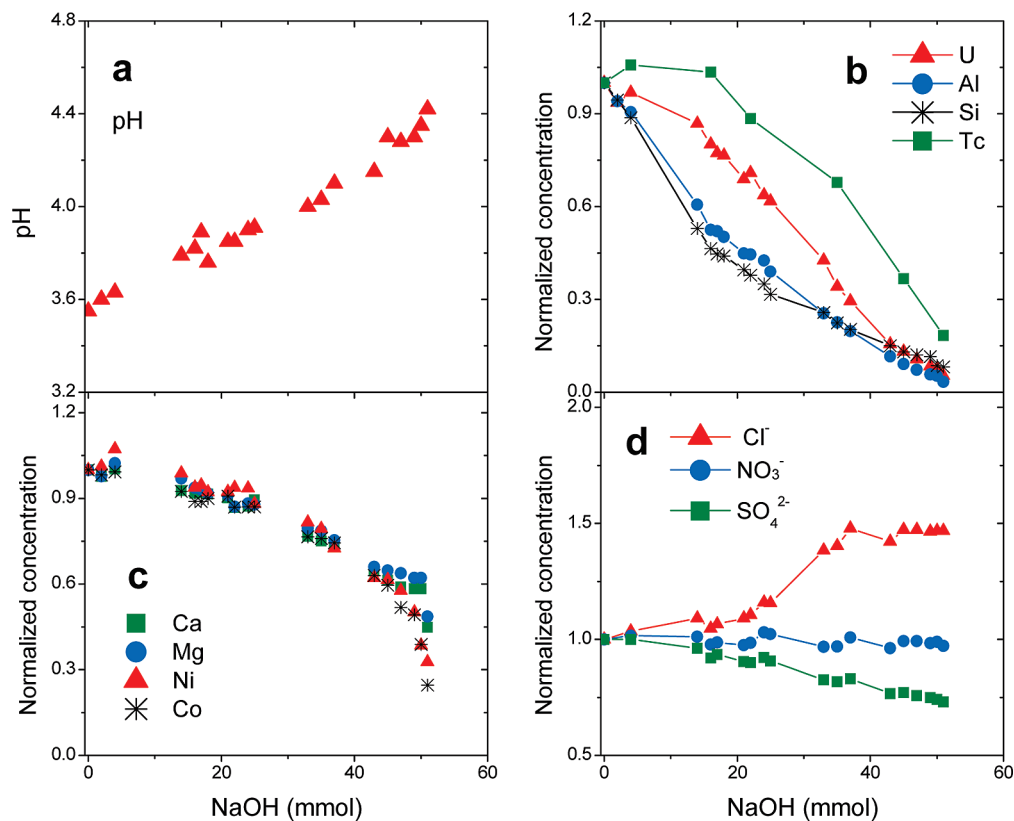 4.8
4.4
4.0
3.6
3.2
pH
a
pH
1.2
0.9
0.6
0.3
0.0
Normalized concentration
b
U
Al
Si
Tc
1.2
0.9
0.6
0.3
0.0
Normalized concentration
c
Ca
Mg
Ni
Co
0
20
40
60
NaOH (mmol)
2.0
1.5
1.0
0.5
Normalized concentration
d
Cl⁻
NO₃⁻
SO₄²⁻
0
20
40
60
NaOH (mmol)